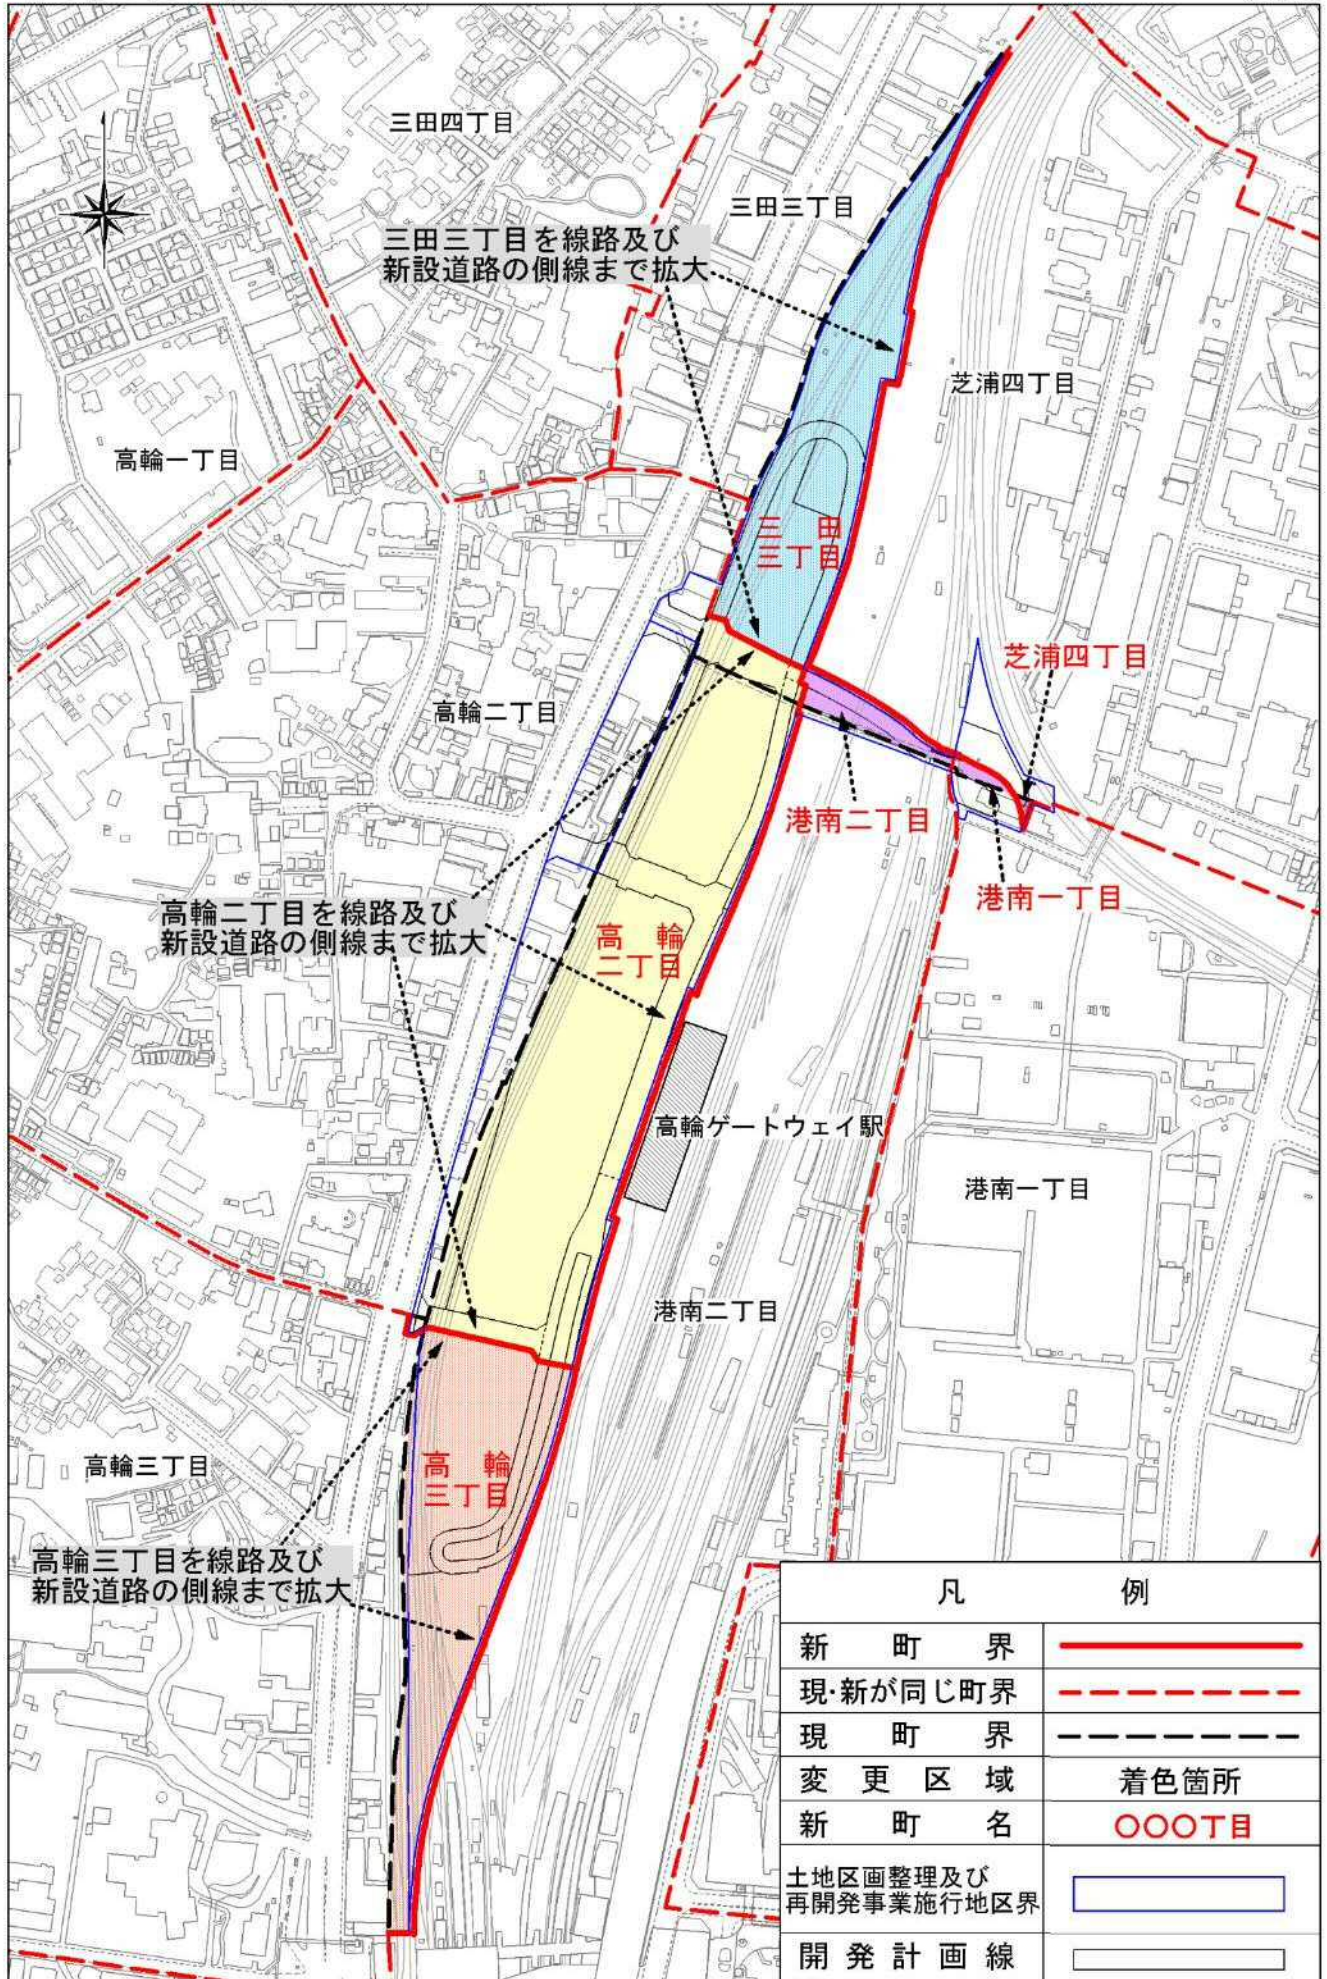 三田四丁目
三田三丁目
三田三丁目を線路及び
新設道路の側線まで拡大
芝浦四丁目
高輪一丁目
三田
三丁目
芝浦四丁目
高輪二丁目
港南二丁目
港南一丁目
高輪二丁目を線路及び
新設道路の側線まで拡大
高輪
二丁目
高輪ゲートウェイ駅
港南一丁目
港南二丁目
高輪三丁目
高輪
三丁目
高輪三丁目を線路及び
新設道路の側線まで拡大
凡例
新町界
現・新が同じ町界
現町界
変更区域 着色箇所
新町名 〇〇〇丁目
土地区画整理及び
再開発事業施行地区界
開発計画線